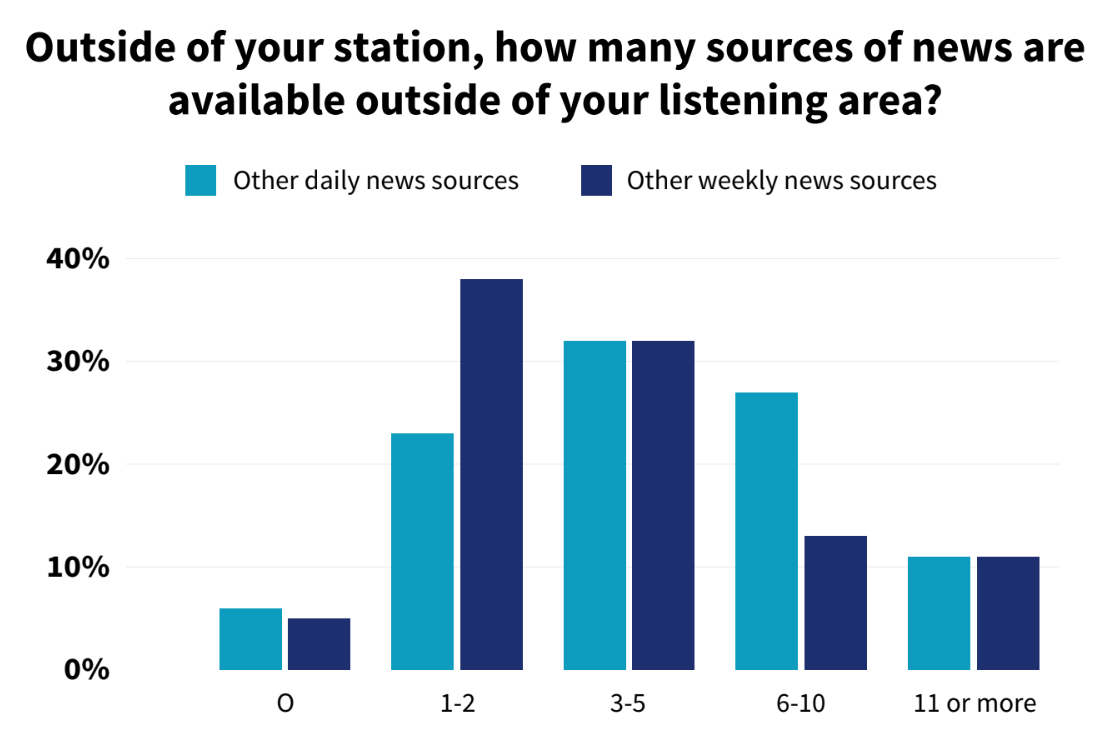 Outside of your station, how many sources of news are
available outside of your listening area?
Other daily news sources
Other weekly news sources
40%
30%
20%
10%
0%
O
1-2
3-5
6-10
11 or more